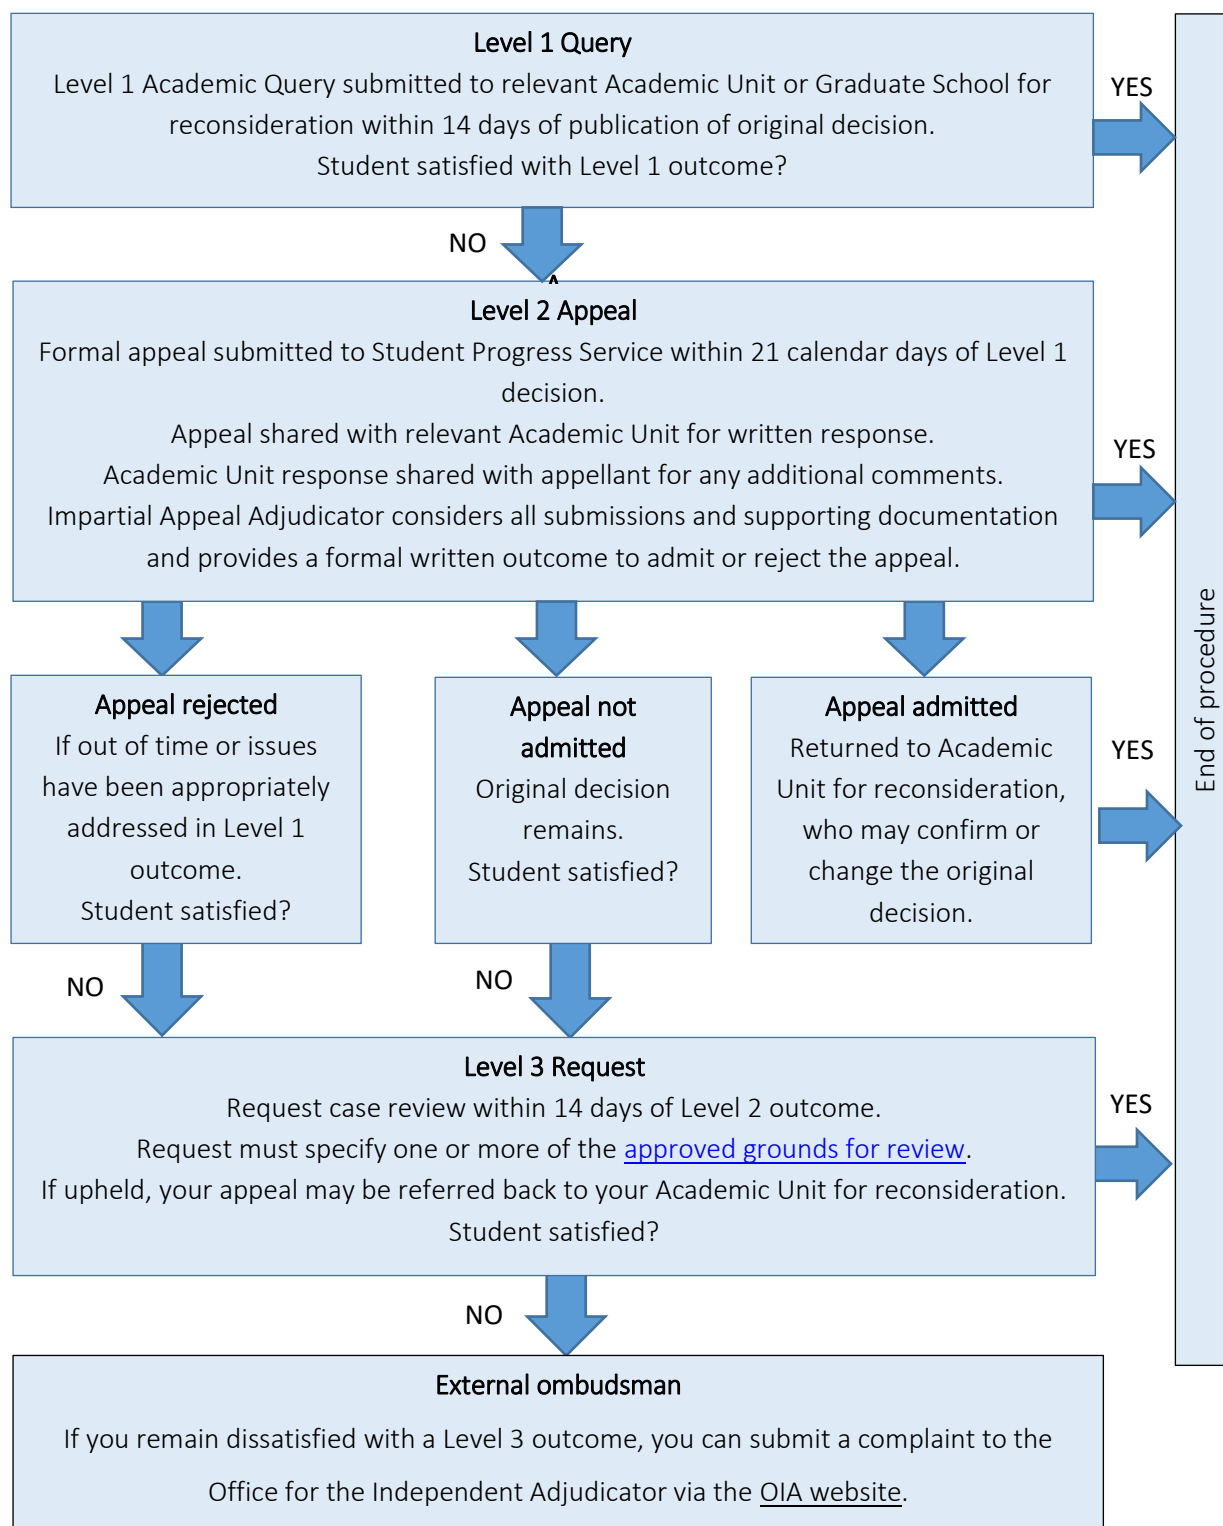 Level 1 Query
Level 1 Academic Query submitted to relevant Academic Unit or Graduate School for
reconsideration within 14 days of publication of original decision.
Student satisfied with Level 1 outcome?
YES
NO
Level 2 Appeal
Formal appeal submitted to Student Progress Service within 21 calendar days of Level 1
decision.
Appeal shared with relevant Academic Unit for written response.
Academic Unit response shared with appellant for any additional comments.
Impartial Appeal Adjudicator considers all submissions and supporting documentation
and provides a formal written outcome to admit or reject the appeal.
YES
End of procedure
Appeal rejected
If out of time or issues
have been appropriately
addressed in Level 1
outcome.
Student satisfied?
Appeal not
admitted
Original decision
remains.
Student satisfied?
Appeal admitted
Returned to Academic
Unit for reconsideration,
who may confirm or
change the original
decision.
YES
NO
NO
Level 3 Request
Request case review within 14 days of Level 2 outcome.
Request must specify one or more of the approved grounds for review.
If upheld, your appeal may be referred back to your Academic Unit for reconsideration.
Student satisfied?
YES
NO
External ombudsman
If you remain dissatisfied with a Level 3 outcome, you can submit a complaint to the
Office for the Independent Adjudicator via the OIA website.